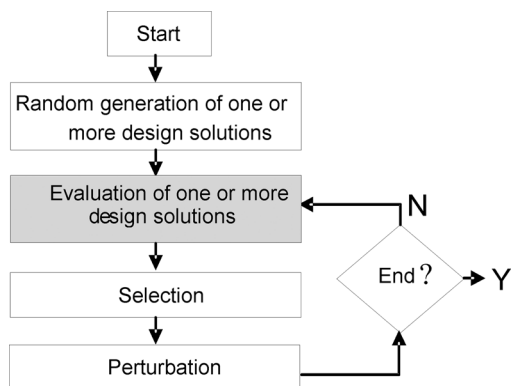 Start
Random generation of one or
more design solutions
Evaluation of one or more
design solutions
Selection
Perturbation
N
End?
Y